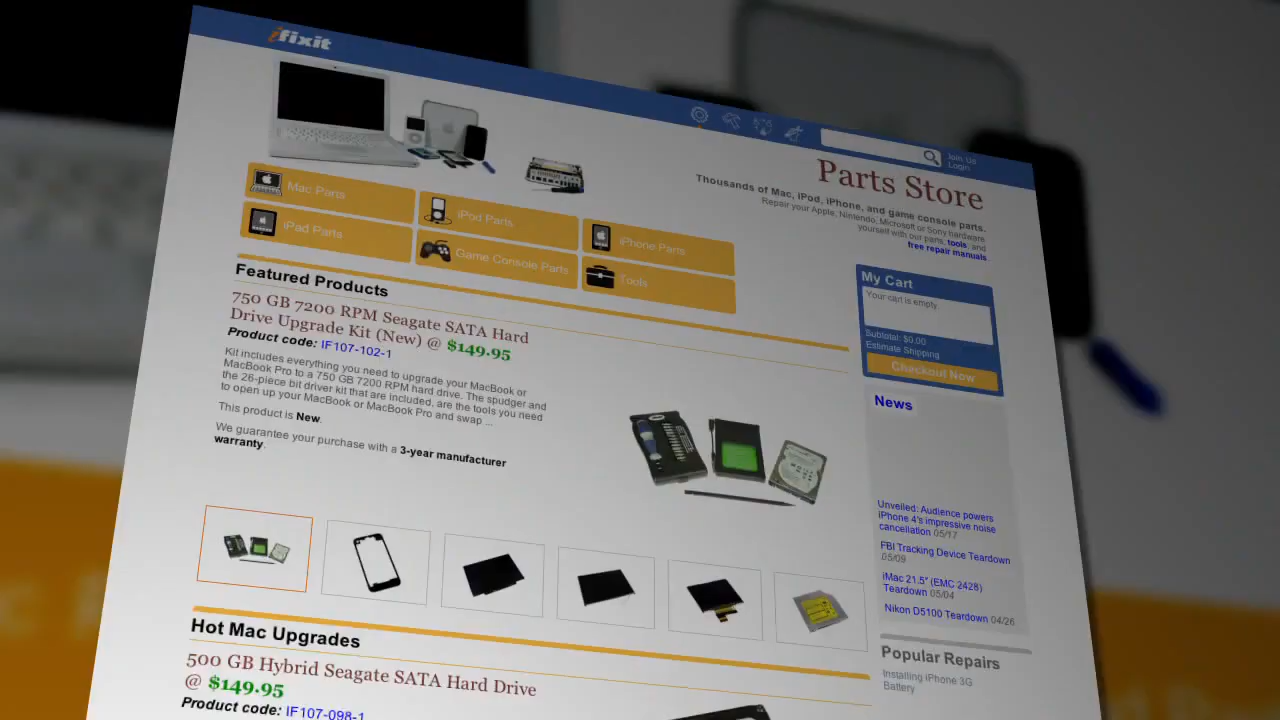 ifixit
Join Us
Login
Parts Store
Thousands of Mac, iPod, iPhone, and game console parts.
Repair your Apple, Nintendo, Microsoft or Sony hardware
yourself with our parts, tools, and
free repair manuals
Mac Parts
iPod Parts
iPhone Parts
iPad Parts
Game Console Parts
Tools
My Cart
Your cart is empty.
Subtotal: $0.00
Estimate Shipping
Checkout Now
Featured Products
750 GB 7200 RPM Seagate SATA Hard
Drive Upgrade Kit (New) @ $149.95
Product code: IF107-102-1
Kit includes everything you need to upgrade your MacBook or
MacBook Pro to a 750 GB 7200 RPM hard drive. The spudger and
the 26-piece bit driver kit that are included, are the tools you need
to open up your MacBook or MacBook Pro and swap ...
This product is New.
We guarantee your purchase with a 3-year manufacturer
warranty.
News
Unveiled: Audience powers
iPhone 4's impressive noise
cancellation 05/17
FBI Tracking Device Teardown
05/09
iMac 21.5" (EMC 2428)
Teardown 05/04
Nikon D5100 Teardown 04/26
Popular Repairs
Installing iPhone 3G
Battery
Hot Mac Upgrades
500 GB Hybrid Seagate SATA Hard Drive
@ $149.95
Product code: IF107-098-1